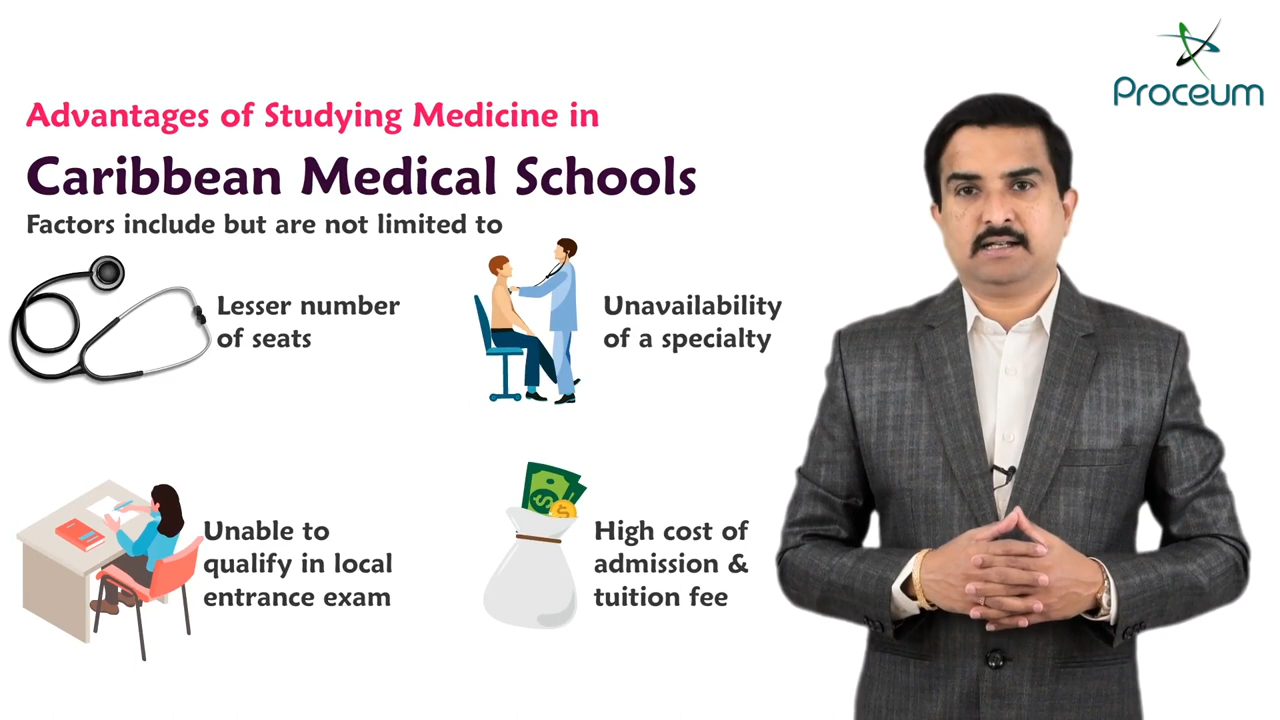 Proceum
Advantages of Studying Medicine in
Caribbean Medical Schools
Factors include but are not limited to
Lesser number
of seats
Unavailability
of a specialty
Unable to
qualify in local
entrance exam
High cost of
admission &
tuition fee